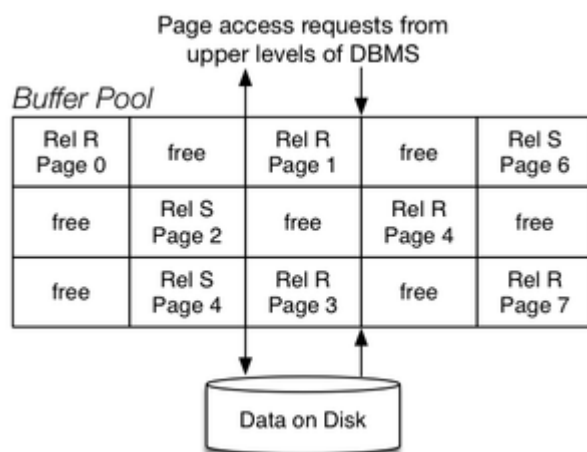 Page access requests from
upper levels of DBMS
Buffer Pool
Rel R
Page 0
free
Rel R
Page 1
free
Rel S
Page 6
free
Rel S
Page 2
free
Rel R
Page 4
free
free
Rel S
Page 4
Rel R
Page 3
free
Rel R
Page 7
Data on Disk